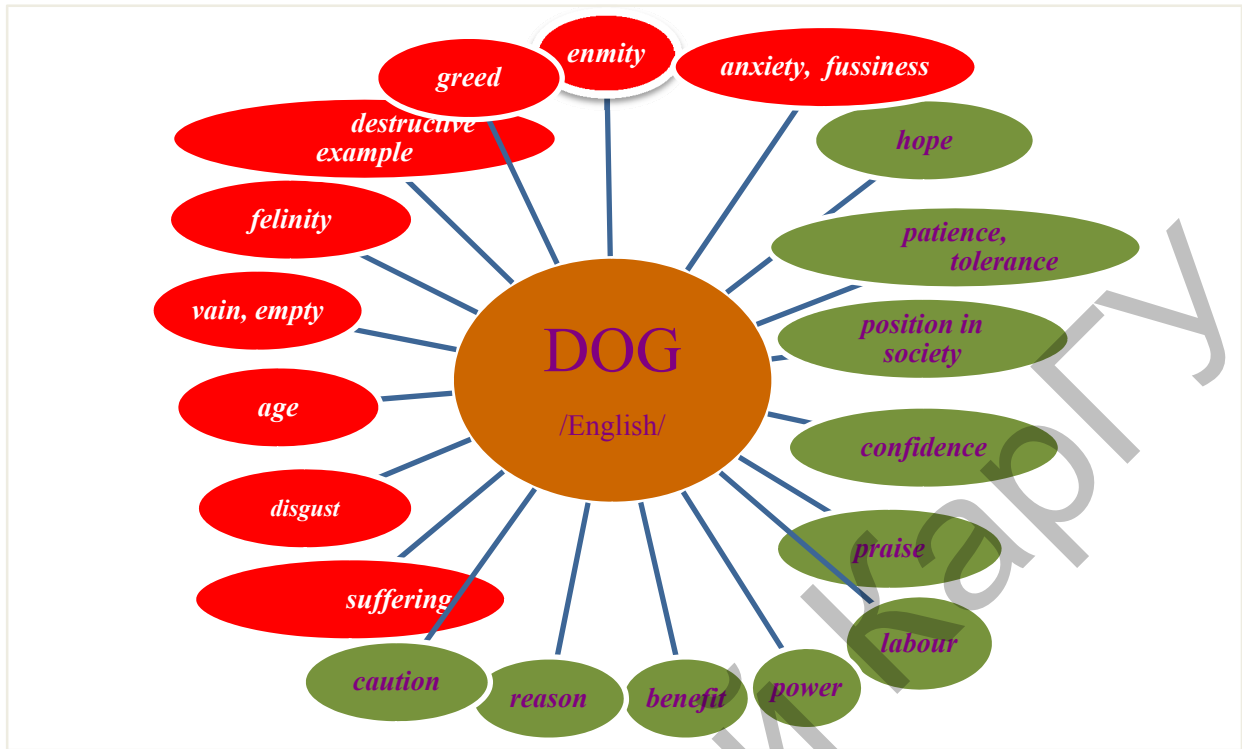 enmity
greed
anxiety, fussiness
destructive
example
hope
felinity
patience,
tolerance
vain, empty
position in
society
DOG
/English/
age
confidence
disgust
praise
suffering
labour
caution
reason
benefit
power
и КарГУ